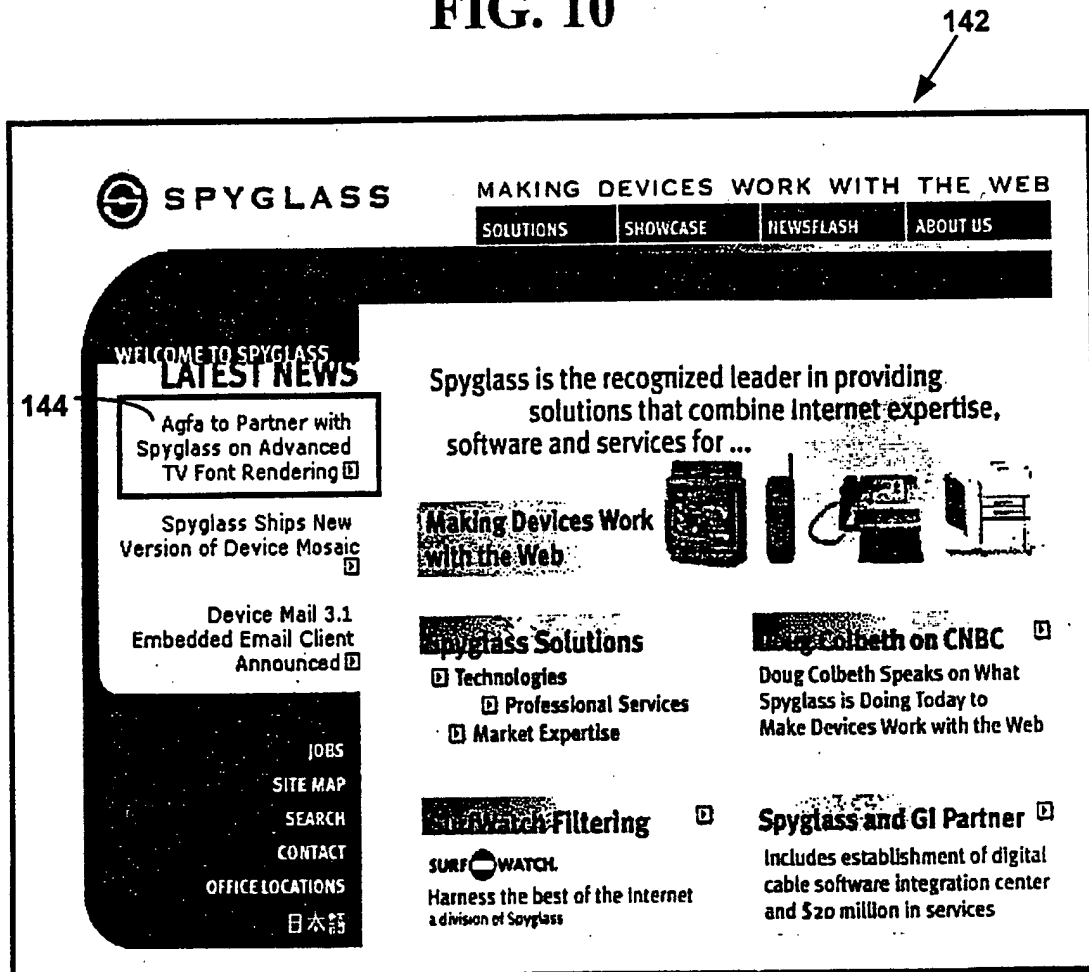 FIG. 10
142
SPYGLASS
MAKING DEVICES WORK WITH THE WEB
SOLUTIONS
SHOWCASE
NEWSFLASH
ABOUT US
WELCOME TO SPYGLASS
LATEST NEWS
144
Agfa to Partner with
Spyglass on Advanced
TV Font Rendering
Spyglass Ships New
Version of Device Mosaic
Device Mail 3.1
Embedded Email Client
Announced
JOBS
SITE MAP
SEARCH
CONTACT
OFFICE LOCATIONS
日本語
Spyglass is the recognized leader in providing
solutions that combine Internet expertise,
software and services for ...
Making Devices Work
with the Web
Spyglass Solutions
Technologies
Professional Services
Market Expertise
Doug Colbeth on CNBC
Doug Colbeth Speaks on What
Spyglass is Doing Today to
Make Devices Work with the Web
SurfWatch Filtering
SURF WATCH.
Harness the best of the Internet
a division of Spyglass
Spyglass and GI Partner
Includes establishment of digital
cable software integration center
and $20 million in services